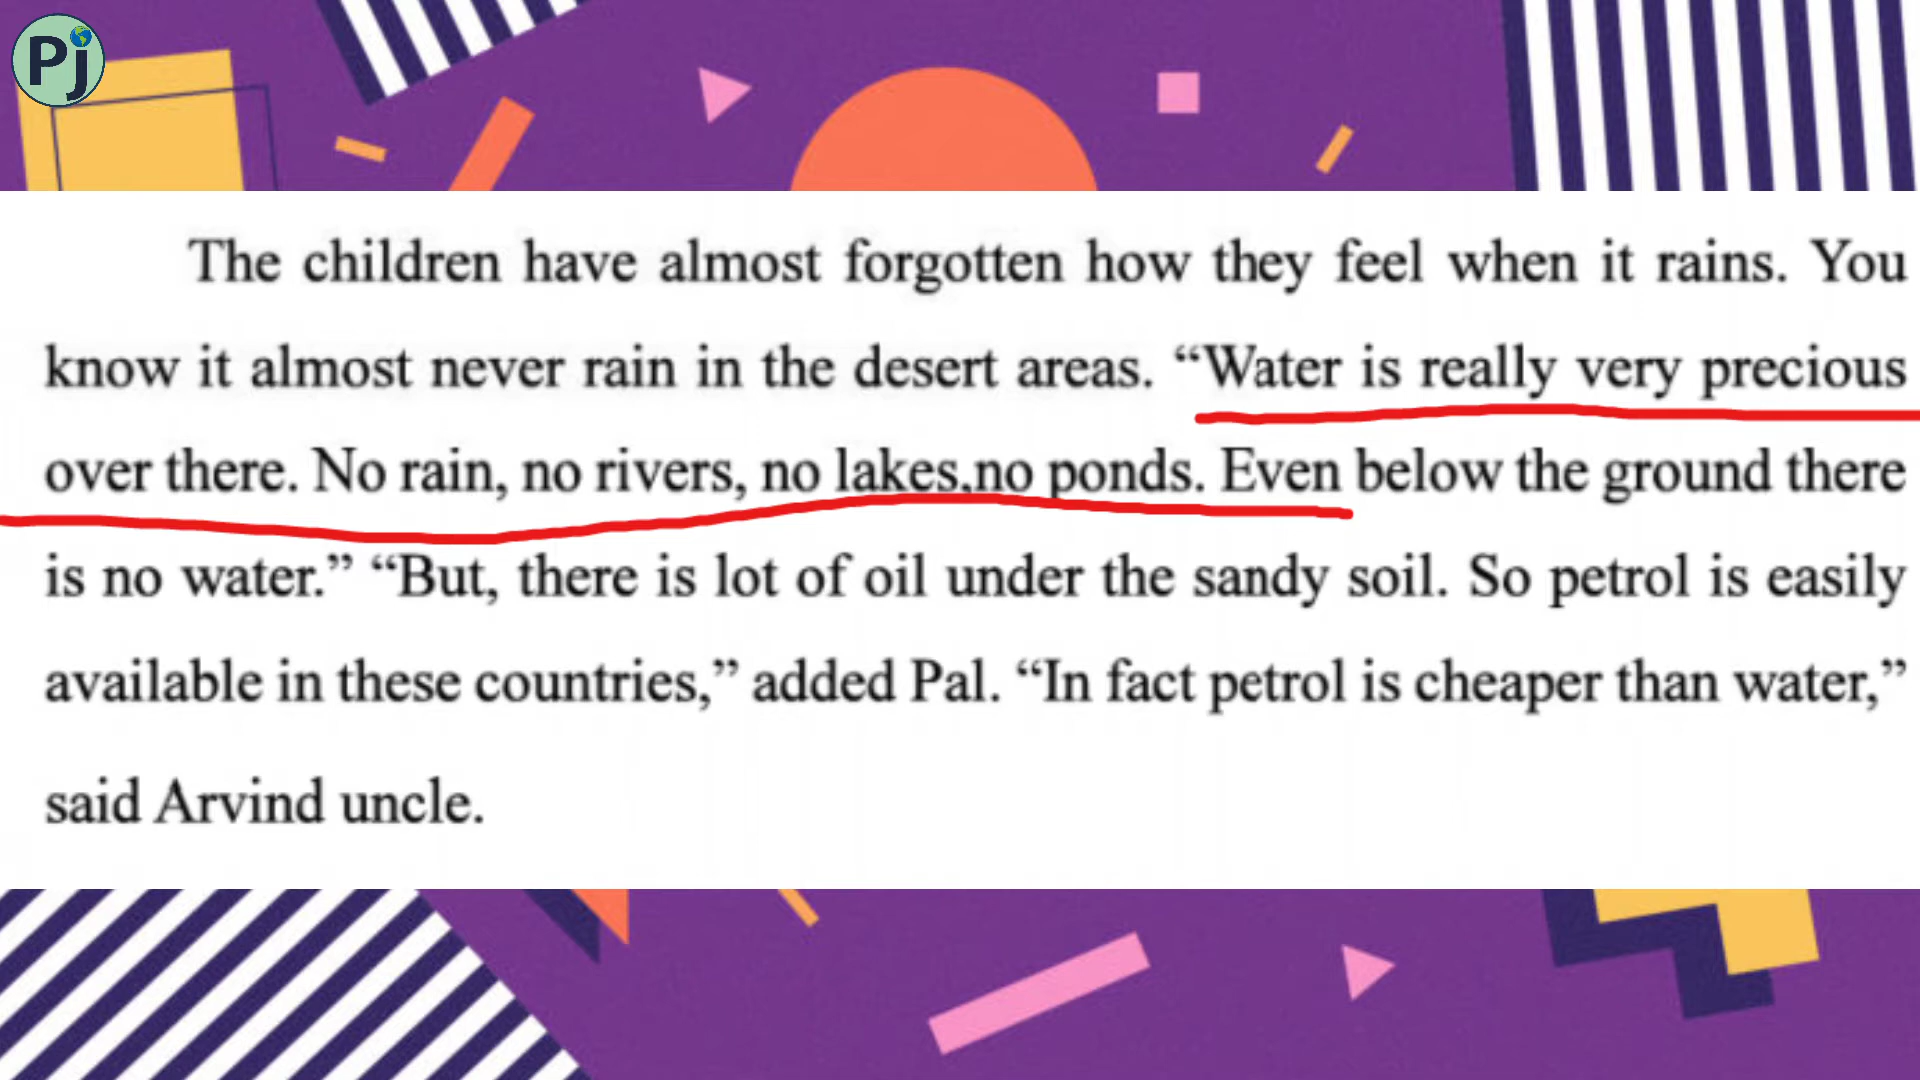 Pj
The children have almost forgotten how they feel when it rains. You
know it almost never rain in the desert areas. “Water is really very precious
over there. No rain, no rivers, no lakes,no ponds. Even below the ground there
is no water.” “But, there is lot of oil under the sandy soil. So petrol is easily
available in these countries,” added Pal. “In fact petrol is cheaper than water,”
said Arvind uncle.